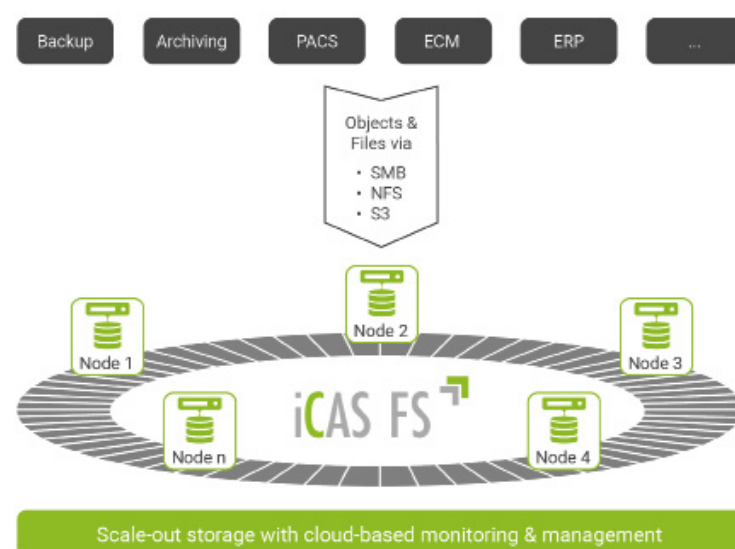 Backup
Archiving
PACS
ECM
ERP
...
Objects &
Files via
• SMB
• NFS
• S3
Node 2
Node 1
Node 3
iCAS FS
Node n
Node 4
Scale-out storage with cloud-based monitoring & management